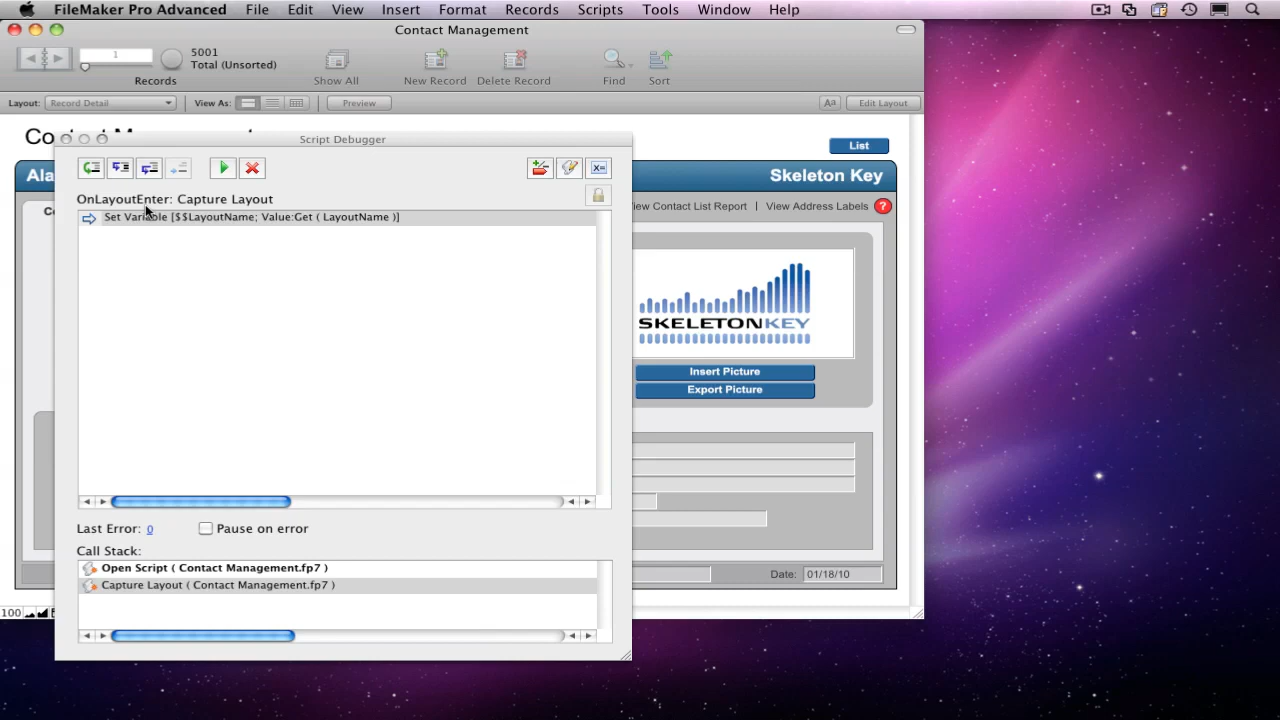 FileMaker Pro Advanced File Edit View Insert Format Records Scripts Tools Window Help
Contact Management
1
5001
Total (Unsorted)
Records
Show All
New Record
Delete Record
Find
Sort
Layout: Record Detail
View As:
Preview
Aa
Edit Layout
List
Script Debugger
Skeleton Key
OnLayoutEnter: Capture Layout
Set Variable [$$LayoutName; Value:Get ( LayoutName )]
iew Contact List Report | View Address Labels ?
SKELETONKEY
Insert Picture
Export Picture
Last Error: 0
Pause on error
Call Stack:
Open Script ( Contact Management.fp7 )
Capture Layout ( Contact Management.fp7 )
Date: 01/18/10
100